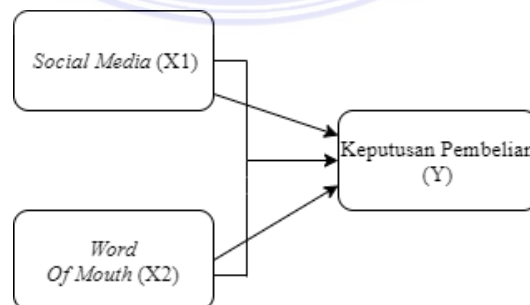 Social Media (X1)
Keputusan Pembelian
(Y)
Word
Of Mouth (X2)